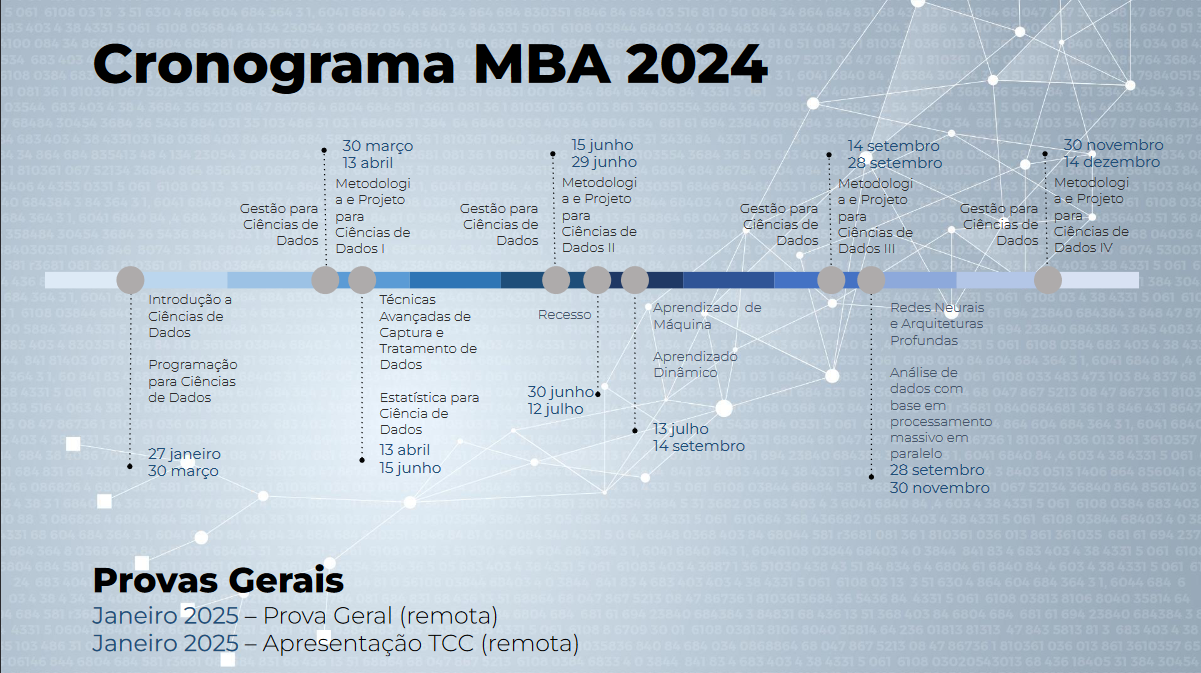 Cronograma MBA 2024
30 março
13 abril
Gestão para
Ciências de
Dados
Metodologi
a e Projeto
para
Ciências de
Dados I
15 junho
29 junho
Gestão para
Ciências de
Dados
Metodologi
a e Projeto
para
Ciências de
Dados II
14 setembro
28 setembro
Gestão para
Ciências de
Dados
Metodologi
a e Projeto
para
Ciências de
Dados III
30 novembro
14 dezembro
Gestão para
Ciências de
Dados
Metodologi
a e Projeto
para
Ciências de
Dados IV
Introdução a
Ciências de
Dados
Programação
para Ciências
de Dados
27 janeiro
30 março
Técnicas
Avançadas de
Captura e
Tratamento de
Dados
Estatística para
Ciência de
Dados
13 abril
15 junho
Recesso
30 junho
12 julho
Aprendizado de
Máquina
Aprendizado
Dinâmico
13 julho
14 setembro
Redes Neurais
e Arquiteturas
Profundas
Análise de
dados com
base em
processamento
massivo em
paralelo
28 setembro
30 novembro
Provas Gerais
Janeiro 2025 – Prova Geral (remota)
Janeiro 2025 – Apresentação TCC (remota)